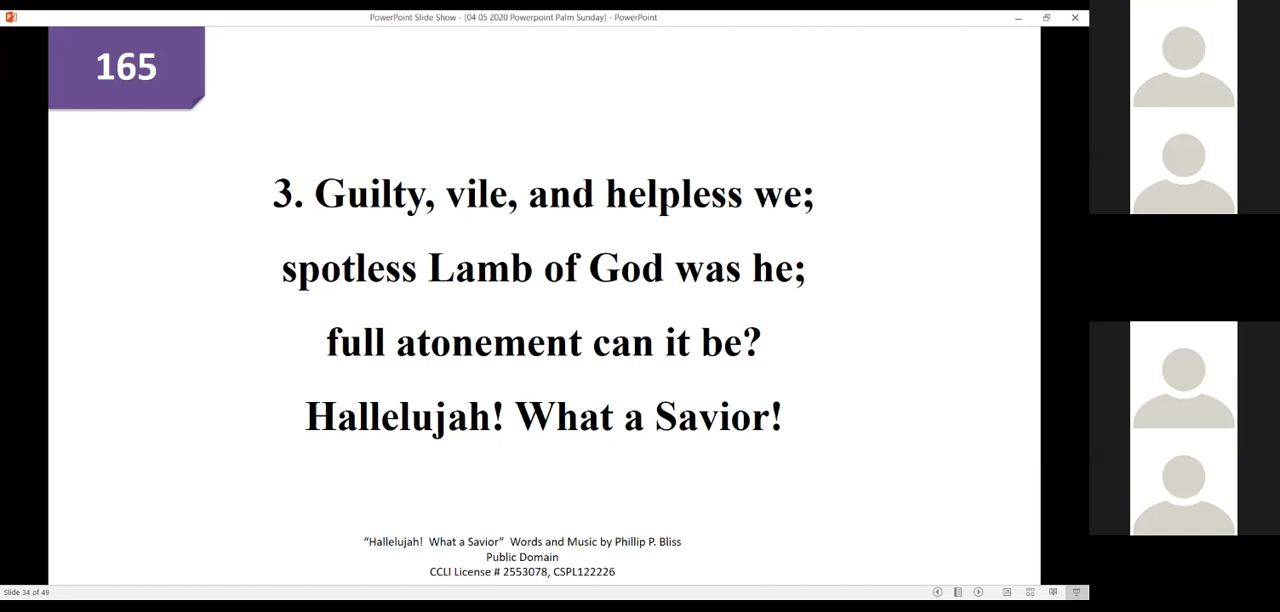 PowerPoint Slide Show - [04 05 2020 Powerpoint Palm Sunday] - PowerPoint
165
3. Guilty, vile, and helpless we;
spotless Lamb of God was he;
full atonement can it be?
Hallelujah! What a Savior!
“Hallelujah! What a Savior” Words and Music by Phillip P. Bliss
Public Domain
CCLI License # 2553078, CSPL122226
Slide 34 of 49